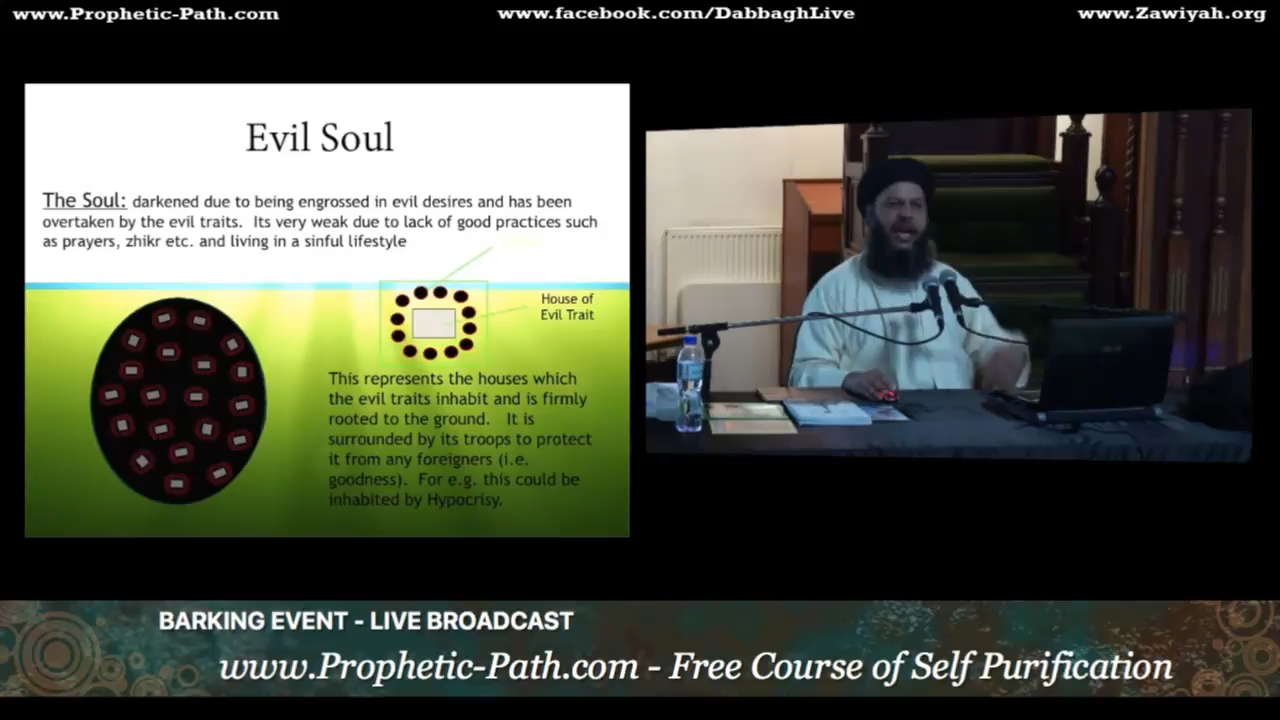 www.Prophetic-Path.com
www.facebook.com/DabbaghLive
www.Zawiyah.org
Evil Soul
The Soul: darkened due to being engrossed in evil desires and has been
overtaken by the evil traits. Its very weak due to lack of good practices such
as prayers, zhikr etc. and living in a sinful lifestyle
House of
Evil Trait
This represents the houses which
the evil traits inhabit and is firmly
rooted to the ground. It is
surrounded by its troops to protect
it from any foreigners (i.e.
goodness). For e.g. this could be
inhabited by Hypocrisy.
BARKING EVENT - LIVE BROADCAST
www.Prophetic-Path.com - Free Course of Self Purification